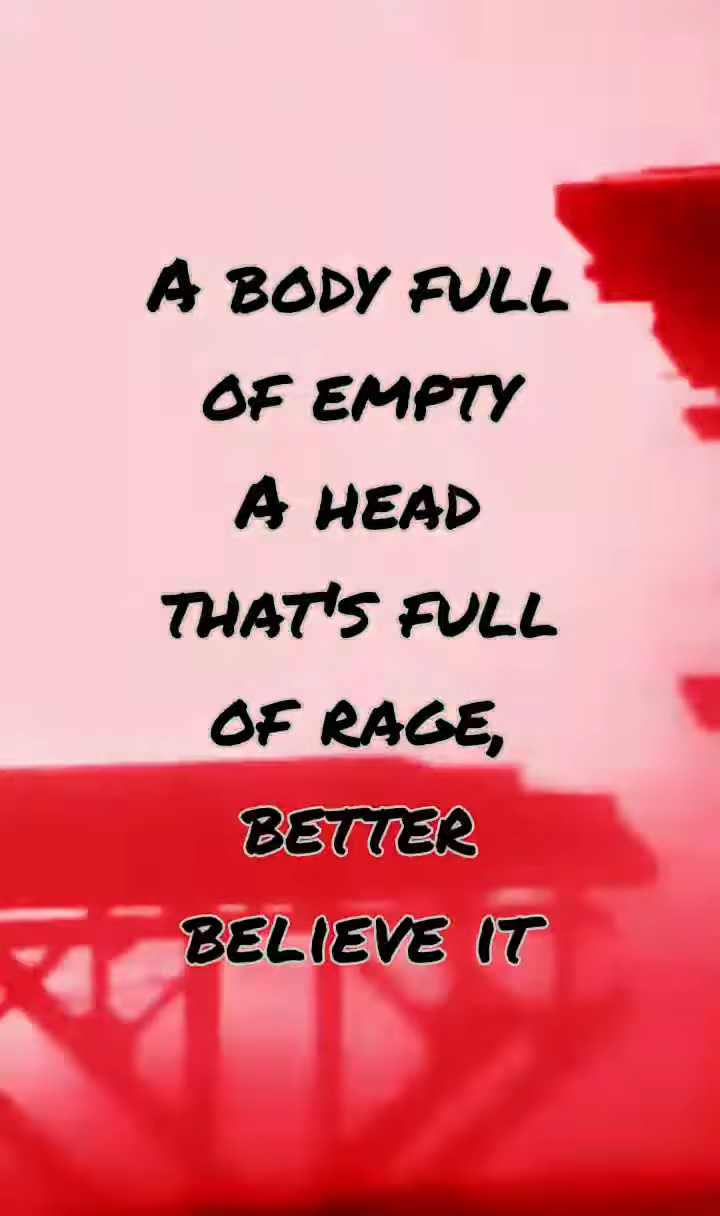 A BODY FULL
OF EMPTY
A HEAD
THAT'S FULL
OF RAGE,
BETTER
BELIEVE IT